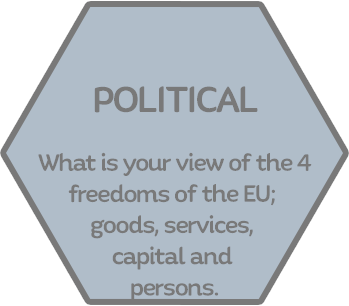 POLITICAL
What is your view of the 4
freedoms of the EU;
goods, services,
capital and
persons.